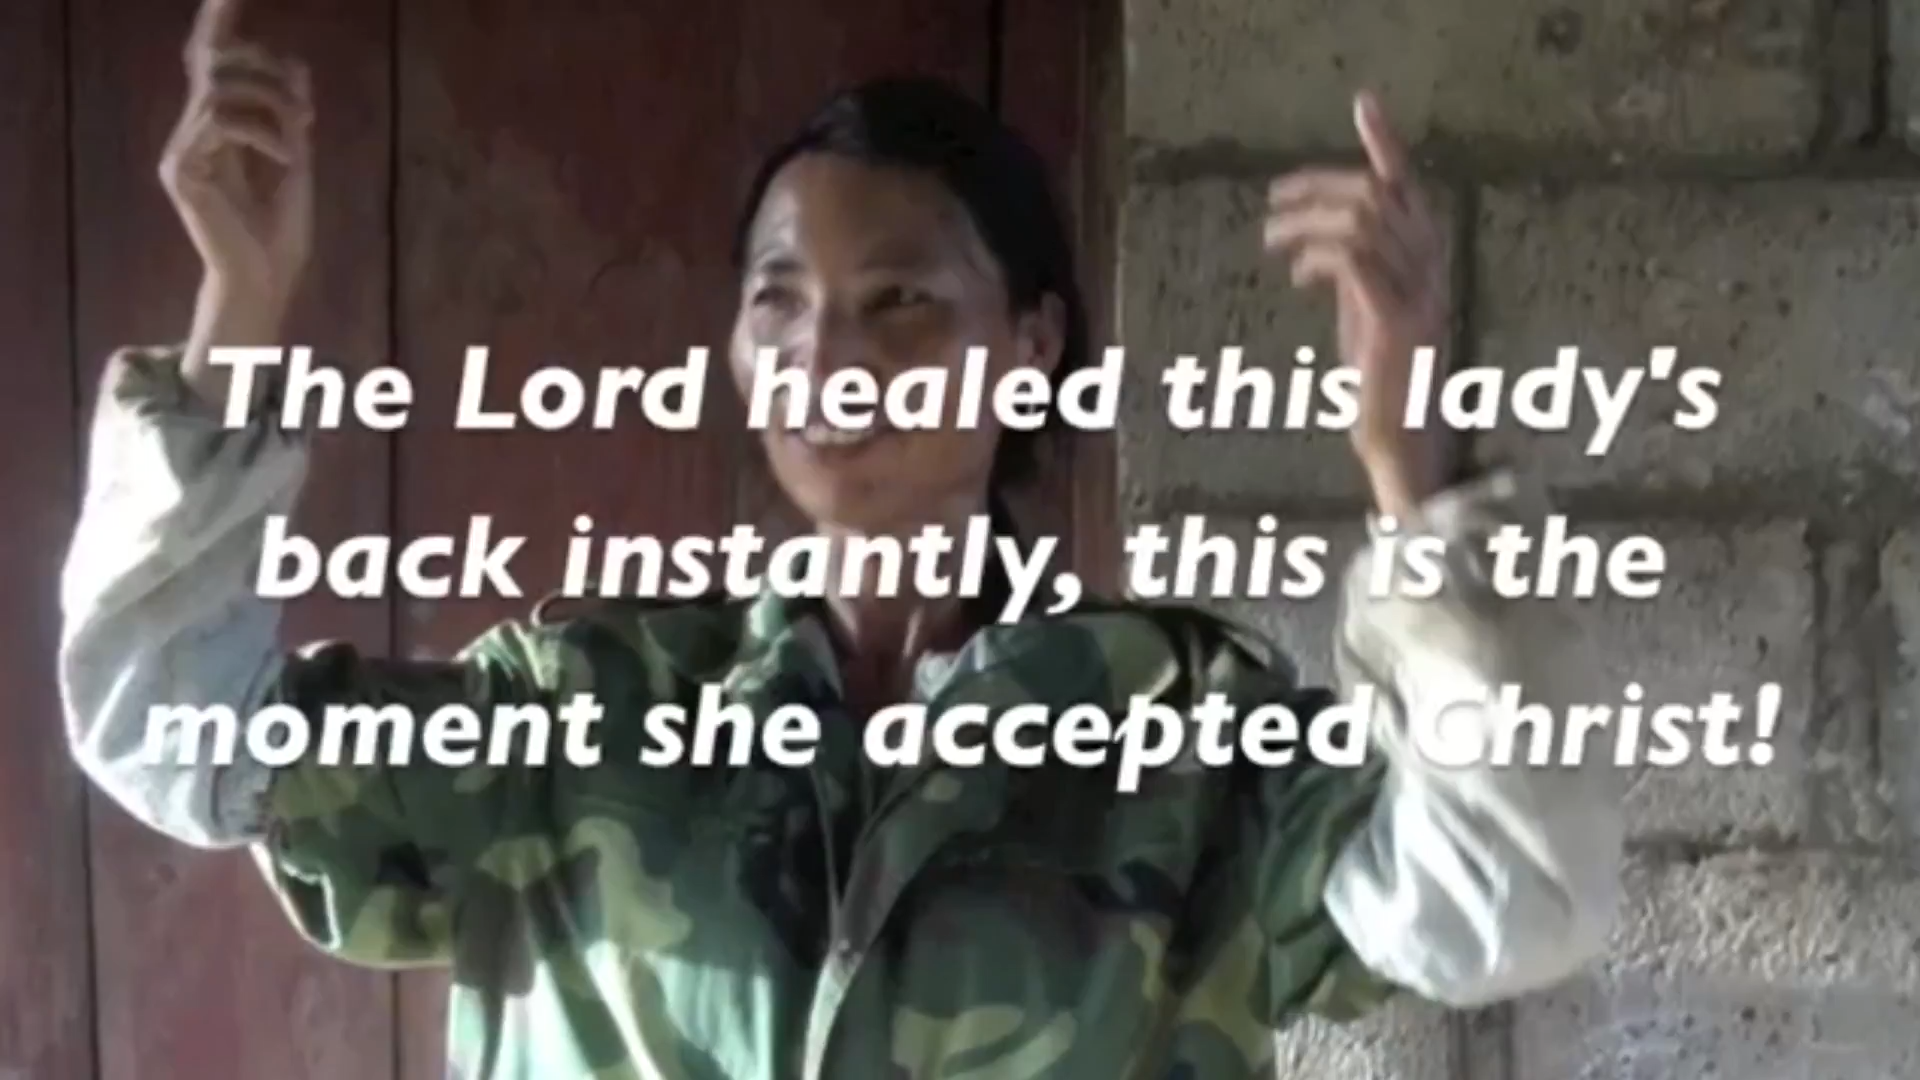 The Lord healed this lady's
back instantly, this is the
moment she accepted Christ!